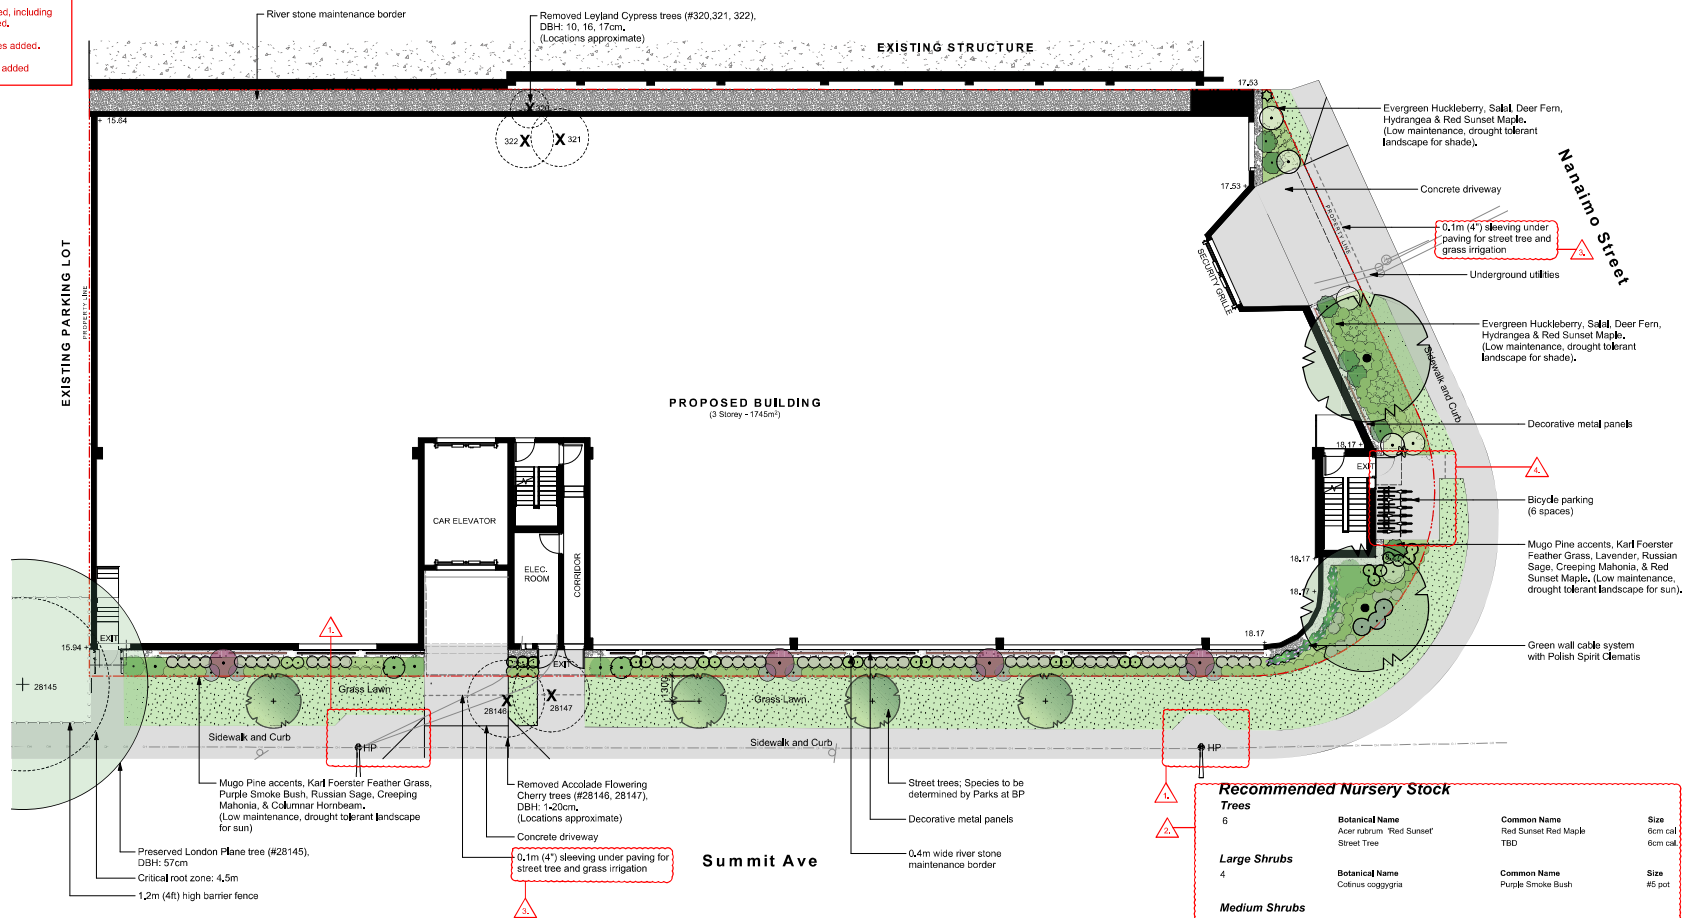 ed, including
ed.
es added.
added
River stone maintenance border
Removed Leyland Cypress trees (#320,321, 322),
DBH: 10, 16, 17cm.
(Locations approximate)
EXISTING STRUCTURE
17.53
15.64
322
X
X
X
321
Evergreen Huckleberry, Salal, Deer Fern,
Hydrangea & Red Sunset Maple.
(Low maintenance, drought tolerant
landscape for shade).
Nanaimo Street
17.53
Concrete driveway
PROPERTY LINE
0.1m (4") sleeving under
paving for street tree and
grass irrigation
3.
Underground utilities
SECURITY GRILLE
EXISTING PARKING LOT
PROPERTY LINE
Evergreen Huckleberry, Salal, Deer Fern,
Hydrangea & Red Sunset Maple.
(Low maintenance, drought tolerant
landscape for shade).
Sidewalk and Curb
PROPOSED BUILDING
(3 Storey - 1745m²)
Decorative metal panels
18.17
EXIT
4.
Bicycle parking
(6 spaces)
CAR ELEVATOR
ELEC.
ROOM
CORRIDOR
Mugo Pine accents, Karl Foerster
Feather Grass, Lavender, Russian
Sage, Creeping Mahonia, & Red
Sunset Maple. (Low maintenance,
drought tolerant landscape for sun).
18.17
18.17
18.17
Green wall cable system
with Polish Spirit Clematis
1.
EXIT
15.94
EXIT
28145
Grass Lawn
1300
Grass Lawn
28146
X
X
28147
Sidewalk and Curb
HP
Sidewalk and Curb
HP
Mugo Pine accents, Karl Foerster Feather Grass,
Purple Smoke Bush, Russian Sage, Creeping
Mahonia, & Columnar Hornbeam.
(Low maintenance, drought tolerant landscape
for sun)
Removed Accolade Flowering
Cherry trees (#28146, 28147),
DBH: 1-20cm.
(Locations approximate)
Concrete driveway
0.1m (4") sleeving under paving for
street tree and grass irrigation
3.
Preserved London Plane tree (#28145),
DBH: 57cm
Critical root zone: 4.5m
1.2m (4ft) high barrier fence
Summit Ave
Street trees; Species to be
determined by Parks at BP
Decorative metal panels
0.4m wide river stone
maintenance border
1.
2.
Recommended Nursery Stock
Trees
6 Botanical Name Common Name Size
Acer rubrum 'Red Sunset' Red Sunset Red Maple 6cm cal
Street Tree TBD 6cm cal.
Large Shrubs
4 Botanical Name Common Name Size
Cotinus coggygria Purple Smoke Bush #5 pot
Medium Shrubs